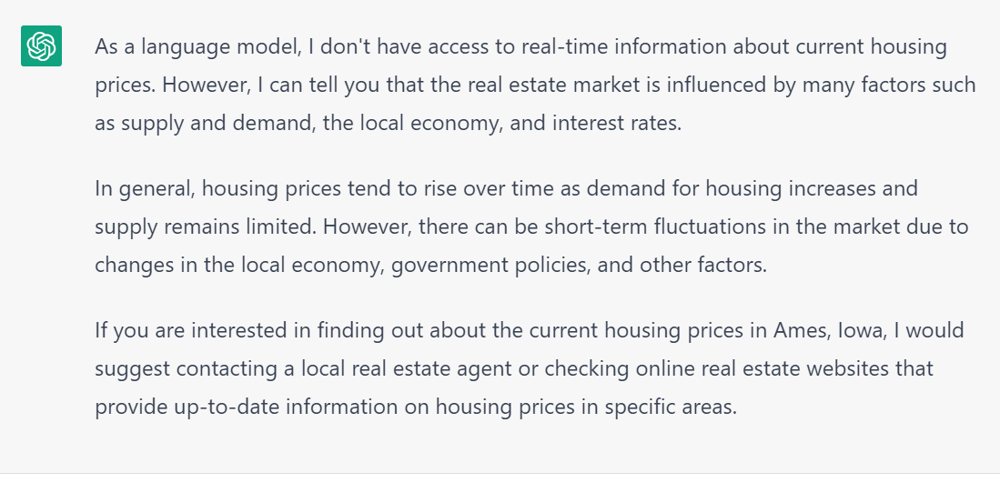 As a language model, I don't have access to real-time information about current housing
prices. However, I can tell you that the real estate market is influenced by many factors such
as supply and demand, the local economy, and interest rates.
In general, housing prices tend to rise over time as demand for housing increases and
supply remains limited. However, there can be short-term fluctuations in the market due to
changes in the local economy, government policies, and other factors.
If you are interested in finding out about the current housing prices in Ames, Iowa, I would
suggest contacting a local real estate agent or checking online real estate websites that
provide up-to-date information on housing prices in specific areas.